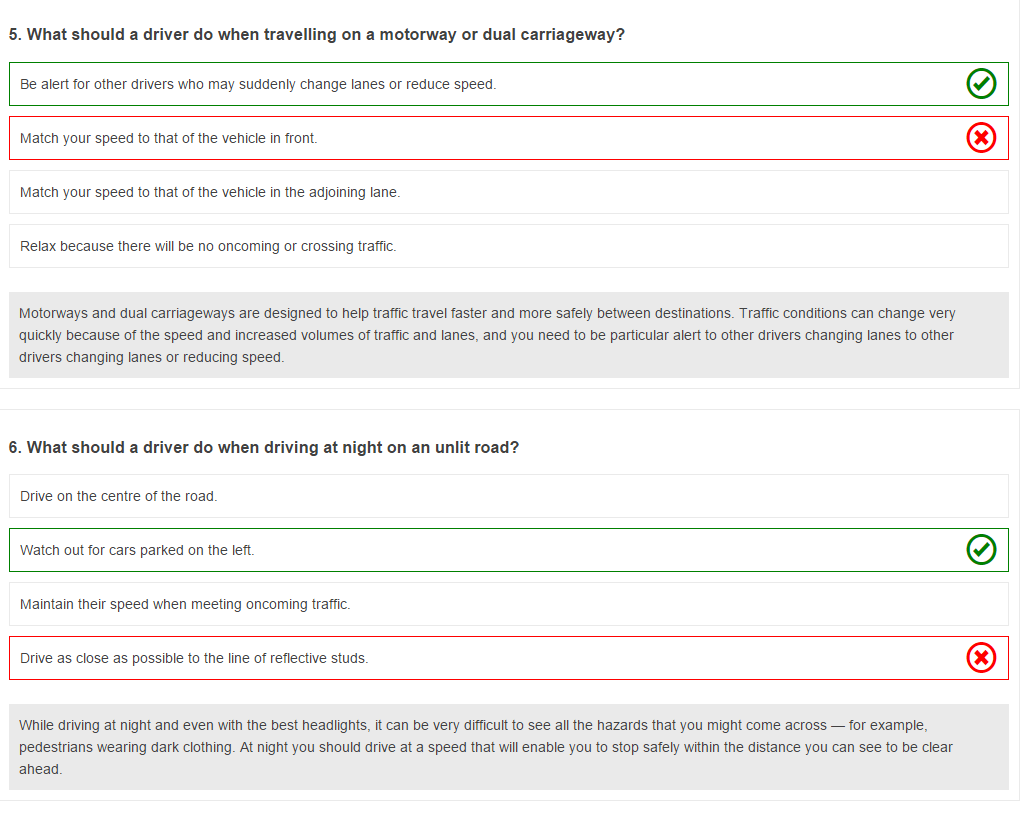 5. What should a driver do when travelling on a motorway or dual carriageway?
Be alert for other drivers who may suddenly change lanes or reduce speed.
Match your speed to that of the vehicle in front.
Match your speed to that of the vehicle in the adjoining lane.
Relax because there will be no oncoming or crossing traffic.
Motorways and dual carriageways are designed to help traffic travel faster and more safely between destinations. Traffic conditions can change very
quickly because of the speed and increased volumes of traffic and lanes, and you need to be particular alert to other drivers changing lanes to other
drivers changing lanes or reducing speed.
6. What should a driver do when driving at night on an unlit road?
Drive on the centre of the road.
Watch out for cars parked on the left.
Maintain their speed when meeting oncoming traffic.
Drive as close as possible to the line of reflective studs.
While driving at night and even with the best headlights, it can be very difficult to see all the hazards that you might come across — for example,
pedestrians wearing dark clothing. At night you should drive at a speed that will enable you to stop safely within the distance you can see to be clear
ahead.